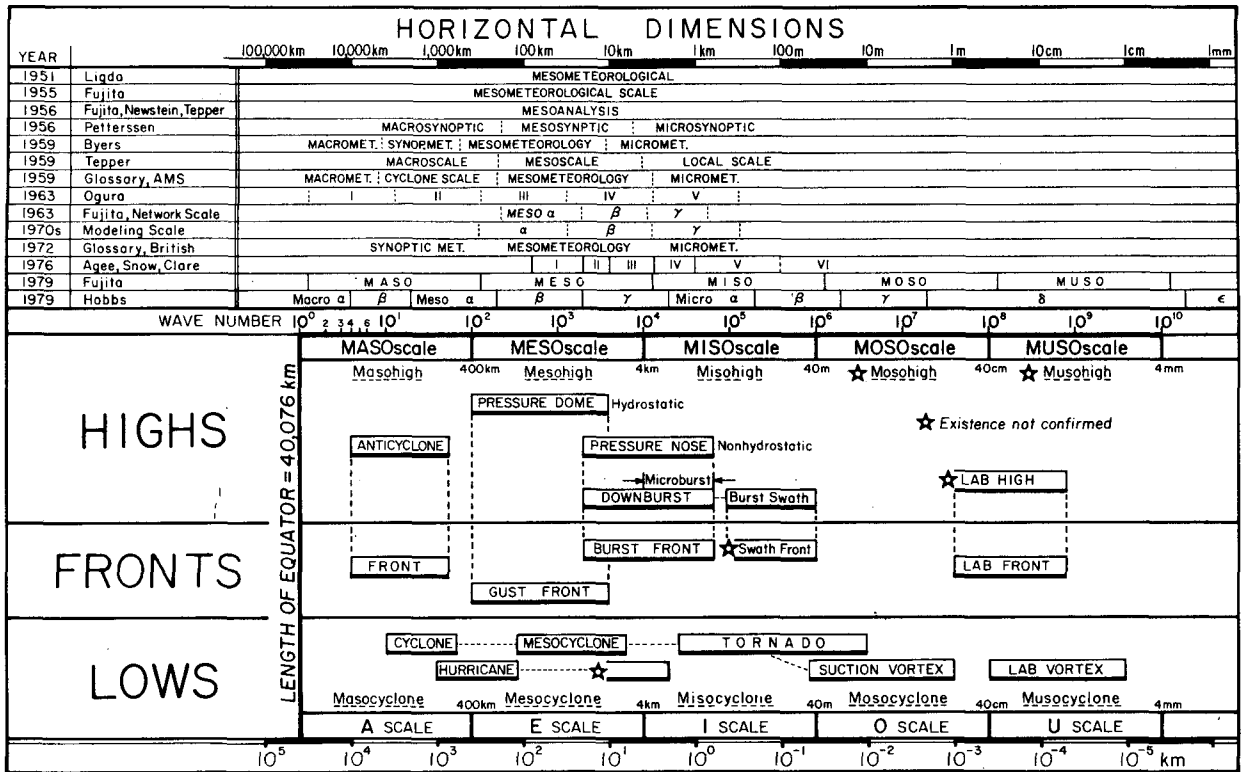 HORIZONTAL DIMENSIONS
YEAR 100,000km 10,000km 1,000km 100km 10km 1km 100m 10m 1m 10cm 1cm 1mm
1951 Ligda MESOMETEOROLOGICAL
1955 Fujita MESOMETEOROLOGICAL SCALE
1956 Fujita, Newstein, Tepper MESOANALYSIS
1956 Petterssen MACROSYNOPTIC MESOSYNPTIC MICROSYNOPTIC
1959 Byers MACROMET. SYNOP.MET. MESOMETEOROLOGY MICROMET.
1959 Tepper MACROSCALE MESOSCALE LOCAL SCALE
1959 Glossary, AMS MACROMET. CYCLONE SCALE MESOMETEOROLOGY MICROMET.
1963 Ogura I II III IV V
1963 Fujita, Network Scale MESO α β γ
1970s Modeling Scale α β γ
1972 Glossary, British SYNOPTIC MET. MESOMETEOROLOGY MICROMET.
1976 Agee, Snow, Clare I II III IV V VI
1979 Fujita MASO MESO MISO MOSO MUSO
1979 Hobbs Macro α β Meso α β γ Micro α β γ δ ε
WAVE NUMBER 10⁰ 2 3 4 6 10¹ 10² 10³ 10⁴ 10⁵ 10⁶ 10⁷ 10⁸ 10⁹ 10¹⁰
MASOscale MESOscale MISOscale MOSOscale MUSOscale
Masohigh 400km Mesohigh 4km Misohigh 40m ☆ Mosohigh 40cm ☆ Musohigh 4mm
PRESSURE DOME Hydrostatic
☆ Existence not confirmed
HIGHS
ANTICYCLONE PRESSURE NOSE Nonhydrostatic
Microburst ☆ LAB HIGH
DOWNBURST Burst Swath
LENGTH OF EQUATOR = 40,076 km
FRONTS
BURST FRONT ☆ Swath Front
FRONT LAB FRONT
GUST FRONT
LOWS
CYCLONE MESOCYCLONE TORNADO
HURRICANE ☆ SUCTION VORTEX LAB VORTEX
Masocyclone 400km Mesocyclone 4km Misocyclone 40m Mosocyclone 40cm Musocyclone 4mm
A SCALE E SCALE I SCALE O SCALE U SCALE
10⁵ 10⁴ 10³ 10² 10¹ 10⁰ 10⁻¹ 10⁻² 10⁻³ 10⁻⁴ 10⁻⁵ km